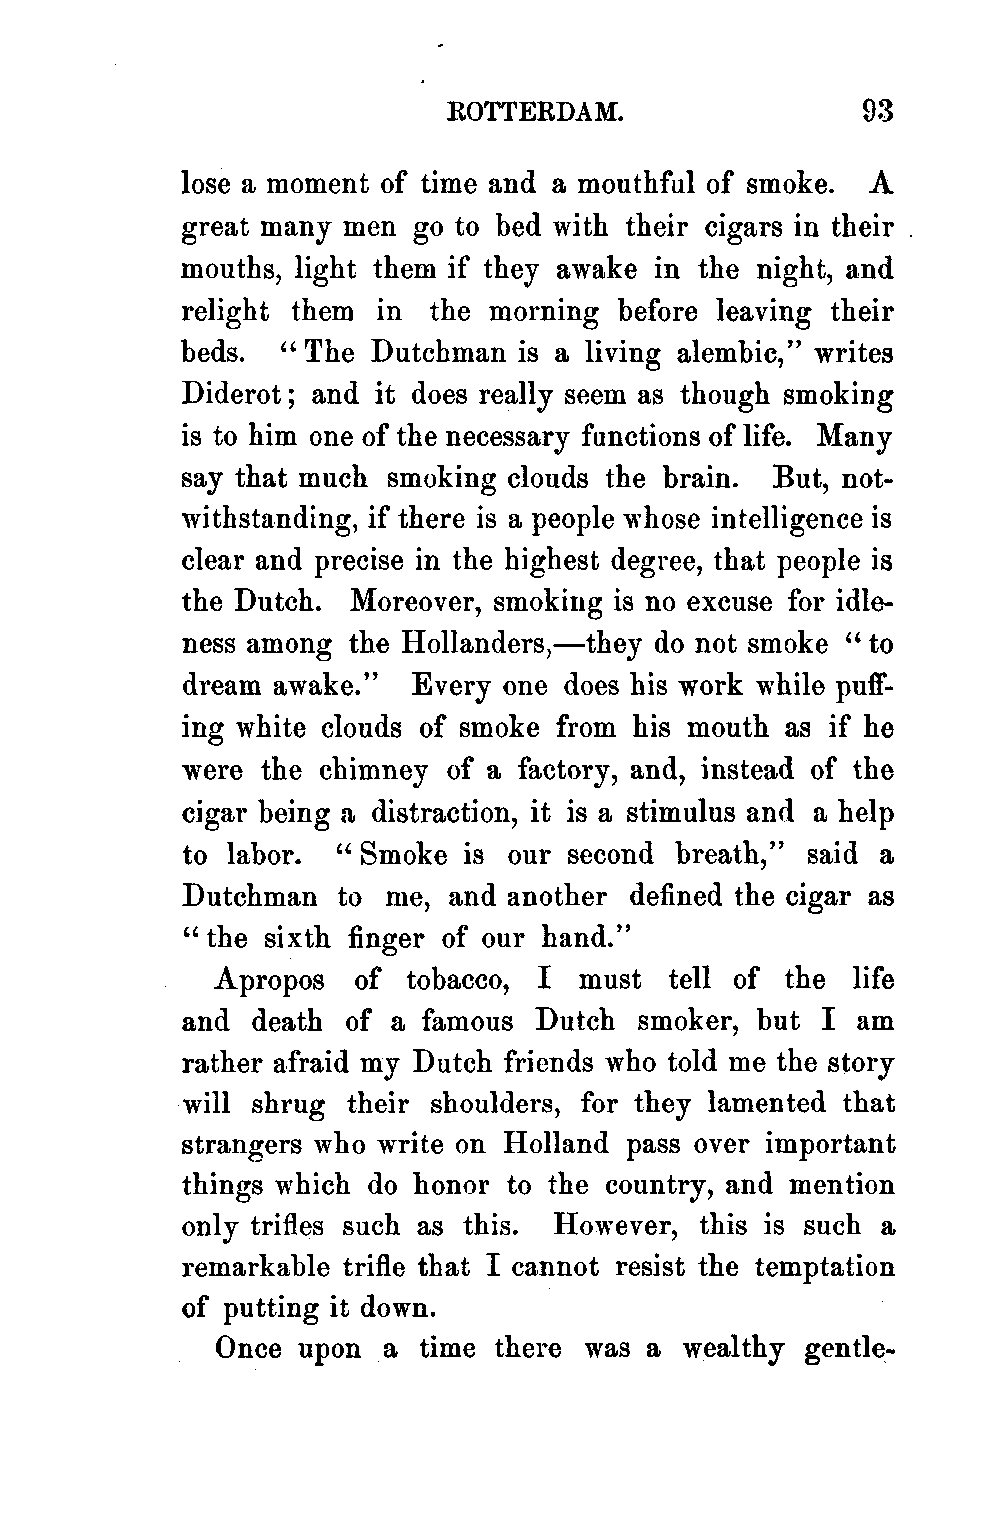 ROTTERDAM. 93
lose a moment of time and a mouthful of smoke. A
great many men go to bed with their cigars in their
mouths, light them if they awake in the night, and
relight them in the morning before leaving their
beds. “ The Dutchman is a living alembic,” writes
Diderot ; and it does really seem as though smoking
is to him one of the necessary functions of life. Many
say that much smoking clouds the brain. But, not-
withstanding, if there is a people whose intelligence is
clear and precise in the highest degree, that people is
the Dutch. Moreover, smoking is no excuse for idle-
ness among the Hollanders,—they do not smoke “ to
dream awake.” Every one does his work while puff-
ing white clouds of smoke from his mouth as if he
were the chimney of a factory, and, instead of the
cigar being a distraction, it is a stimulus and a help
to labor. “ Smoke is our second breath,” said a
Dutchman to me, and another defined the cigar as
“ the sixth finger of our hand.”
Apropos of tobacco, I must tell of the life
and death of a famous Dutch smoker, but I am
rather afraid my Dutch friends who told me the story
will shrug their shoulders, for they lamented that
strangers who write on Holland pass over important
things which do honor to the country, and mention
only trifles such as this. However, this is such a
remarkable trifle that I cannot resist the temptation
of putting it down.
Once upon a time there was a wealthy gentle-